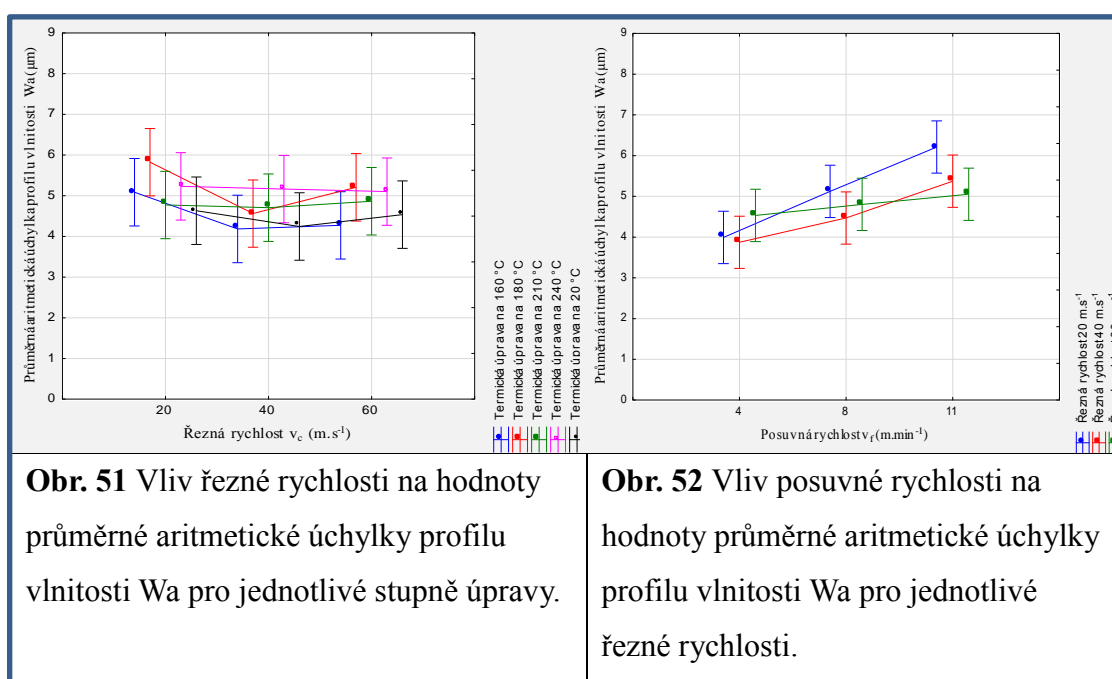 9
8
7
6
5
4
3
2
1
0
Průměrná aritmetická úchylka profilu vlnitosti Wa (µm)
20 40 60
Řezná rychlost v_c (m.s⁻¹)
Termická úprava na 160 °C
Termická úprava na 180 °C
Termická úprava na 210 °C
Termická úprava na 240 °C
Termická úprava na 20 °C
9
8
7
6
5
4
3
2
1
0
Průměrná aritmetická úchylka profilu vlnitosti Wa (µm)
4 8 11
Posuvná rychlost v_f (m.min⁻¹)
Řezná rychlost 20 m.s⁻¹
Řezná rychlost 40 m.s⁻¹
Obr. 51 Vliv řezné rychlosti na hodnoty
průměrné aritmetické úchylky profilu
vlnitosti Wa pro jednotlivé stupně úpravy.
Obr. 52 Vliv posuvné rychlosti na
hodnoty průměrné aritmetické úchylky
profilu vlnitosti Wa pro jednotlivé
řezné rychlosti.